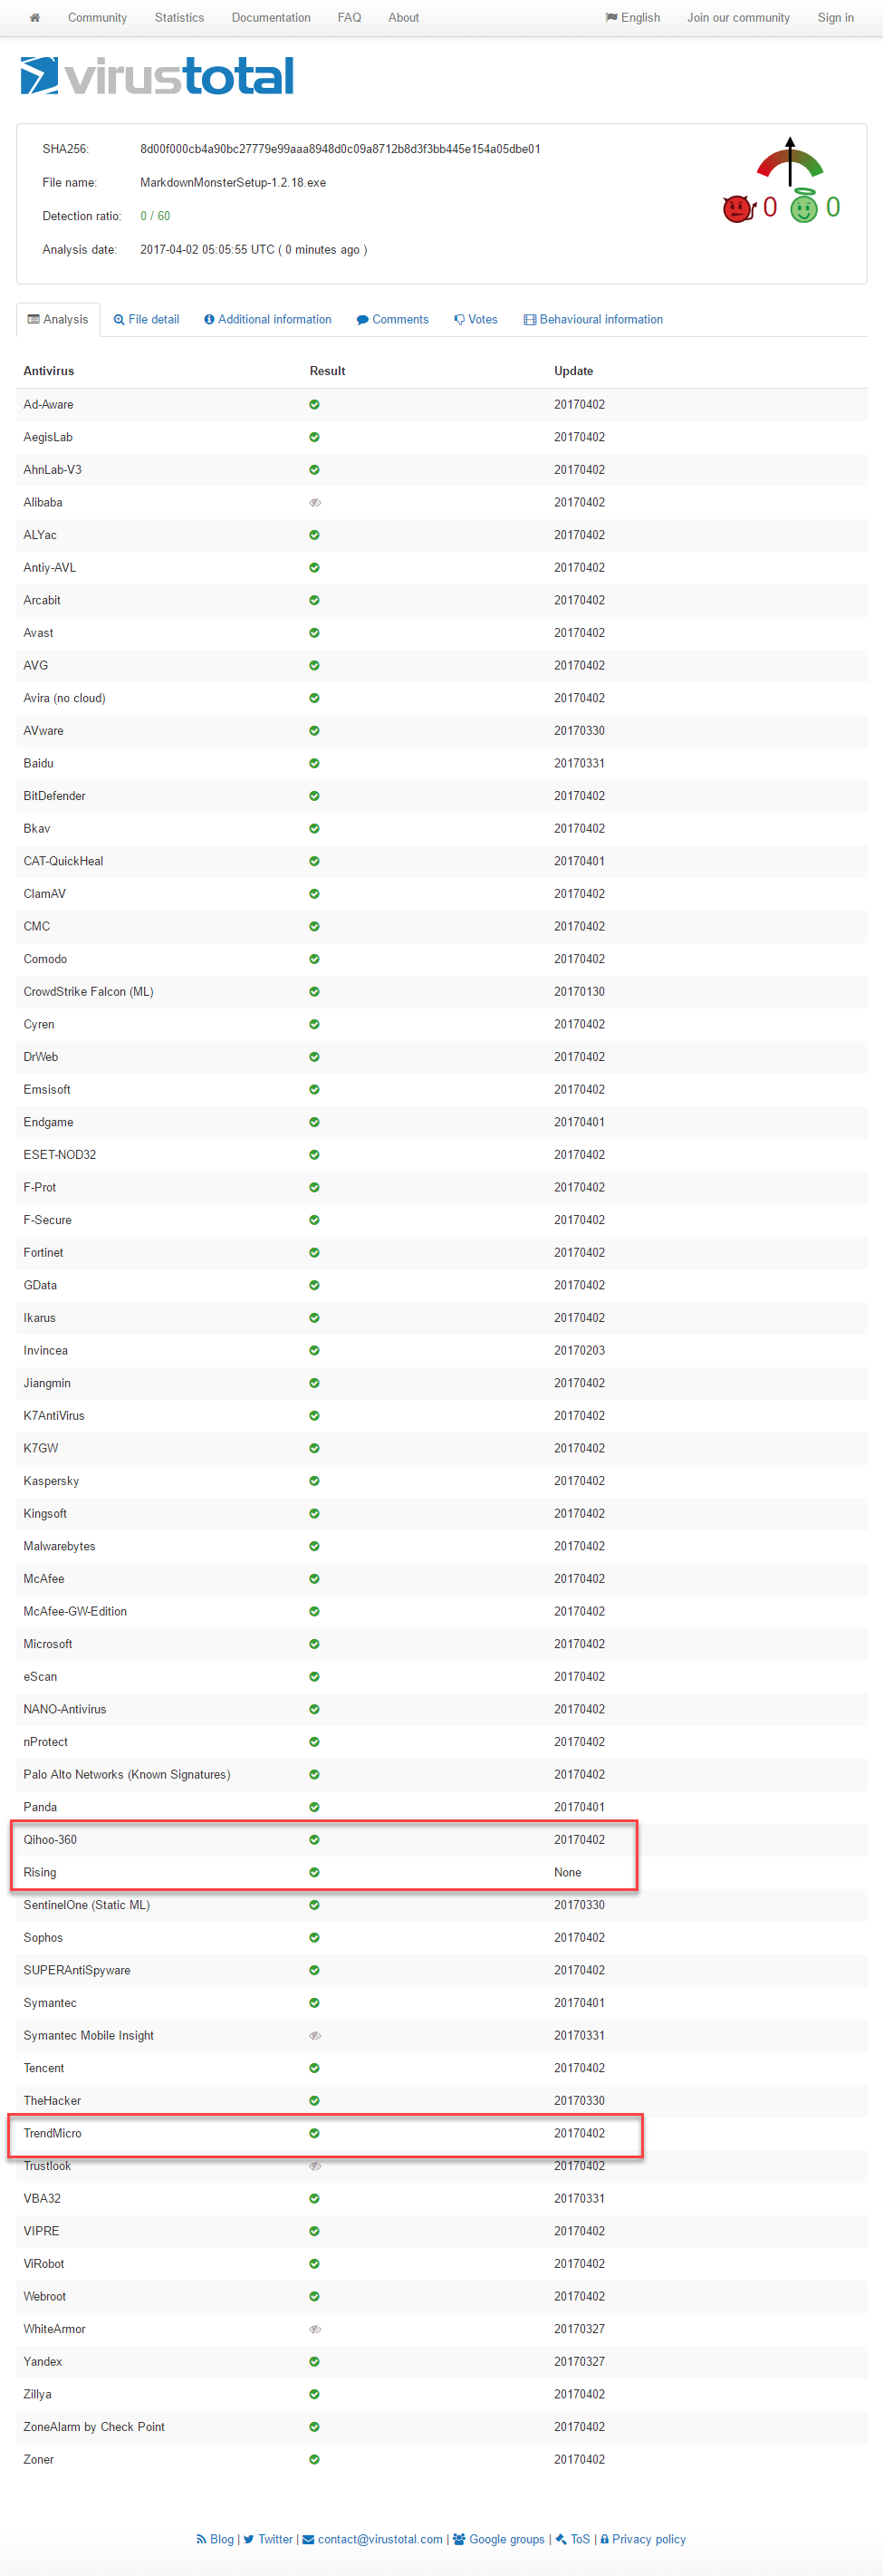 Community Statistics Documentation FAQ About English Join our community Sign in
virustotal
SHA256: 8d00f000cb4a90bc27779e99aaa8948d0c09a8712b8d3f3bb445e154a05dbe01
File name: MarkdownMonsterSetup-1.2.18.exe
Detection ratio: 0 / 60
0 0
Analysis date: 2017-04-02 05:05:55 UTC ( 0 minutes ago )
Analysis File detail Additional information Comments Votes Behavioural information
Antivirus Result Update
Ad-Aware 20170402
AegisLab 20170402
AhnLab-V3 20170402
Alibaba 20170402
ALYac 20170402
Antiy-AVL 20170402
Arcabit 20170402
Avast 20170402
AVG 20170402
Avira (no cloud) 20170402
AVware 20170330
Baidu 20170331
BitDefender 20170402
Bkav 20170402
CAT-QuickHeal 20170401
ClamAV 20170402
CMC 20170402
Comodo 20170402
CrowdStrike Falcon (ML) 20170130
Cyren 20170402
DrWeb 20170402
Emsisoft 20170402
Endgame 20170401
ESET-NOD32 20170402
F-Prot 20170402
F-Secure 20170402
Fortinet 20170402
GData 20170402
Ikarus 20170402
Invincea 20170203
Jiangmin 20170402
K7AntiVirus 20170402
K7GW 20170402
Kaspersky 20170402
Kingsoft 20170402
Malwarebytes 20170402
McAfee 20170402
McAfee-GW-Edition 20170402
Microsoft 20170402
eScan 20170402
NANO-Antivirus 20170402
nProtect 20170402
Palo Alto Networks (Known Signatures) 20170402
Panda 20170401
Qihoo-360 20170402
Rising None
SentinelOne (Static ML) 20170330
Sophos 20170402
SUPERAntiSpyware 20170402
Symantec 20170401
Symantec Mobile Insight 20170331
Tencent 20170402
TheHacker 20170330
TrendMicro 20170402
Trustlook 20170402
VBA32 20170331
VIPRE 20170402
ViRobot 20170402
Webroot 20170402
WhiteArmor 20170327
Yandex 20170327
Zillya 20170402
ZoneAlarm by Check Point 20170402
Zoner 20170402
Blog | Twitter | contact@virustotal.com | Google groups | ToS | Privacy policy